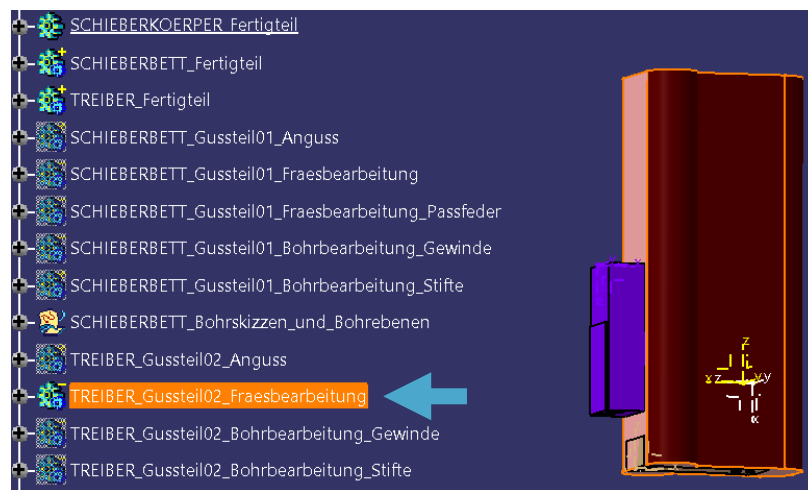 SCHIEBERKOERPER_Fertigteil
SCHIEBERBETT_Fertigteil
TREIBER_Fertigteil
SCHIEBERBETT_Gussteil01_Anguss
SCHIEBERBETT_Gussteil01_Fraesbearbeitung
SCHIEBERBETT_Gussteil01_Fraesbearbeitung_Passfeder
SCHIEBERBETT_Gussteil01_Bohrbearbeitung_Gewinde
SCHIEBERBETT_Gussteil01_Bohrbearbeitung_Stifte
SCHIEBERBETT_Bohrskizzen_und_Bohrebenen
TREIBER_Gussteil02_Anguss
TREIBER_Gussteil02_Fraesbearbeitung
TREIBER_Gussteil02_Bohrbearbeitung_Gewinde
TREIBER_Gussteil02_Bohrbearbeitung_Stifte
z
x z y y
x